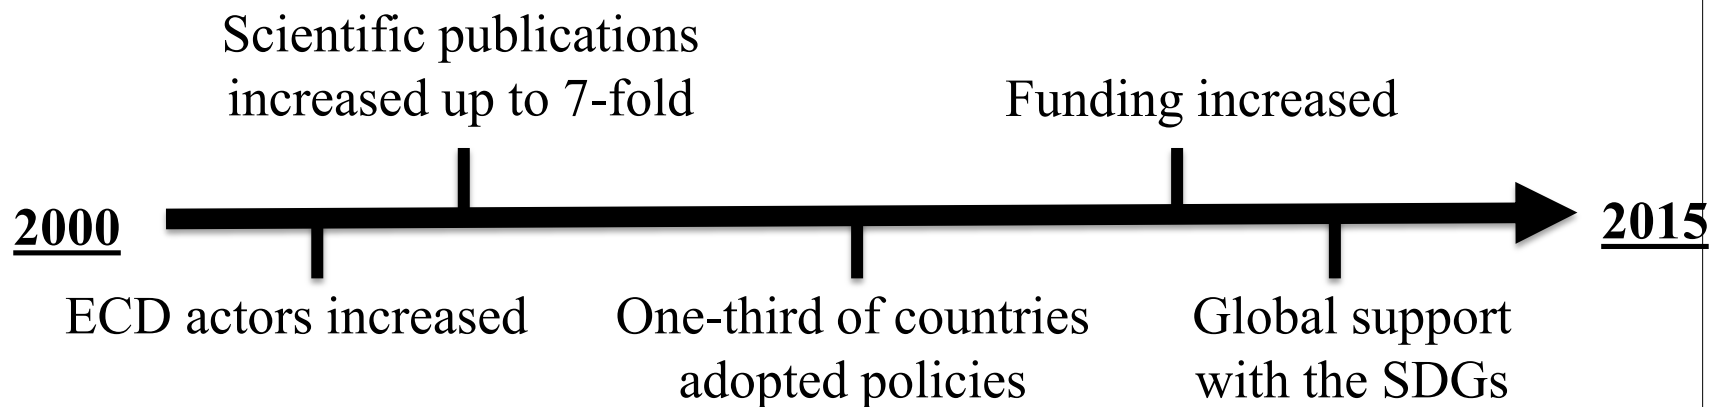 Scientific publications
increased up to 7-fold
Funding increased
2000
2015
ECD actors increased
One-third of countries
adopted policies
Global support
with the SDGs